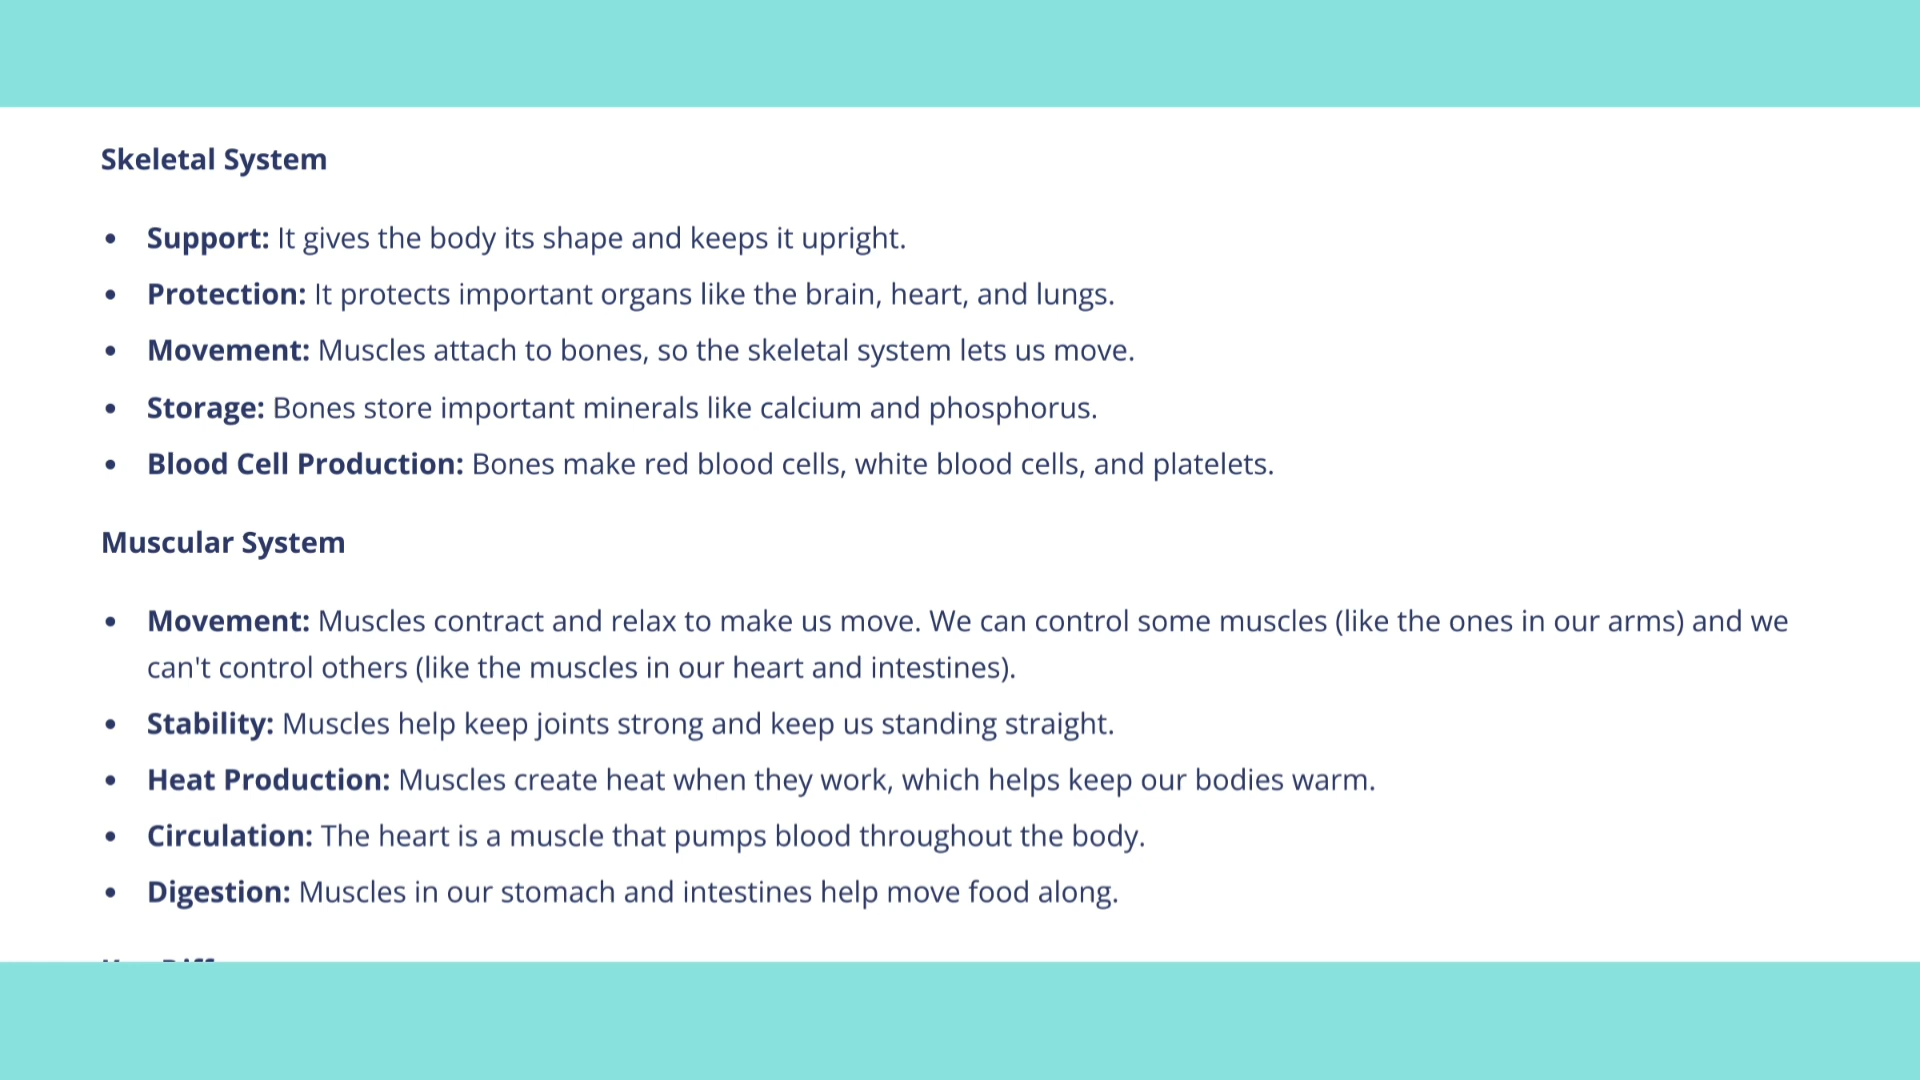 Skeletal System
• Support: It gives the body its shape and keeps it upright.
• Protection: It protects important organs like the brain, heart, and lungs.
• Movement: Muscles attach to bones, so the skeletal system lets us move.
• Storage: Bones store important minerals like calcium and phosphorus.
• Blood Cell Production: Bones make red blood cells, white blood cells, and platelets.
Muscular System
• Movement: Muscles contract and relax to make us move. We can control some muscles (like the ones in our arms) and we
can't control others (like the muscles in our heart and intestines).
• Stability: Muscles help keep joints strong and keep us standing straight.
• Heat Production: Muscles create heat when they work, which helps keep our bodies warm.
• Circulation: The heart is a muscle that pumps blood throughout the body.
• Digestion: Muscles in our stomach and intestines help move food along.